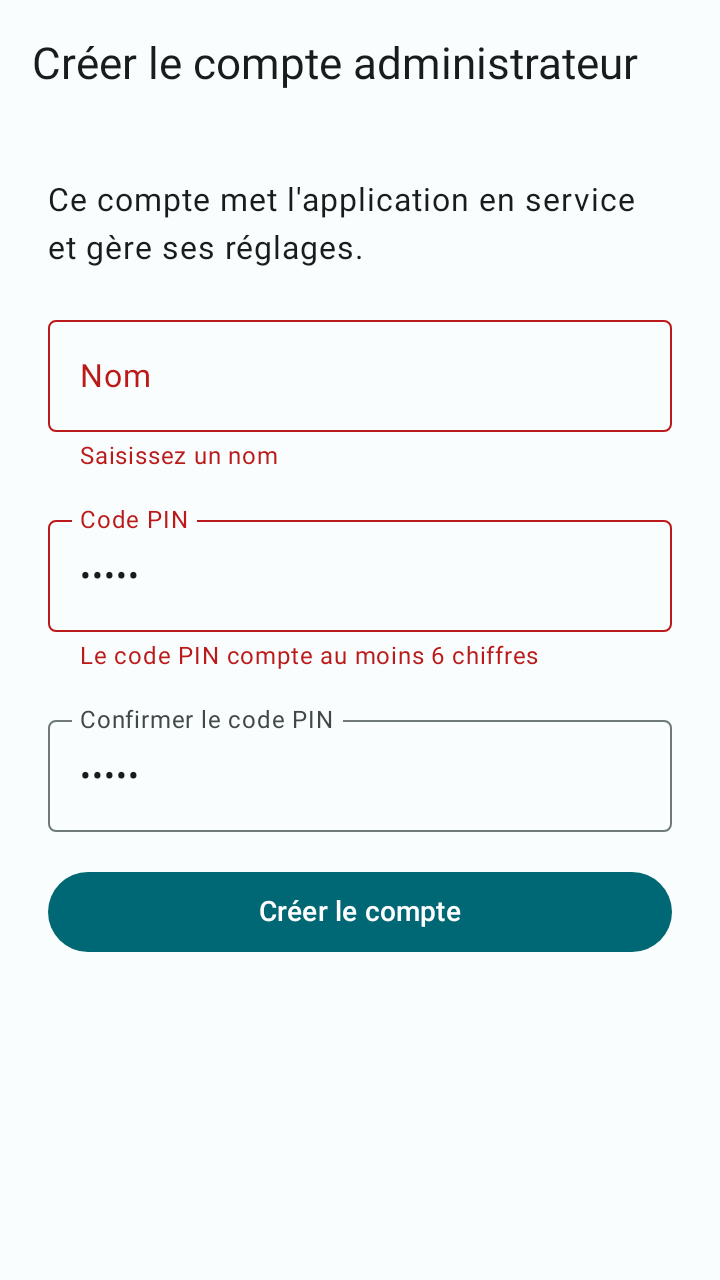 Créer le compte administrateur
Ce compte met l'application en service
et gère ses réglages.
Nom
Saisissez un nom
Code PIN
•••••
Le code PIN compte au moins 6 chiffres
Confirmer le code PIN
•••••
Créer le compte